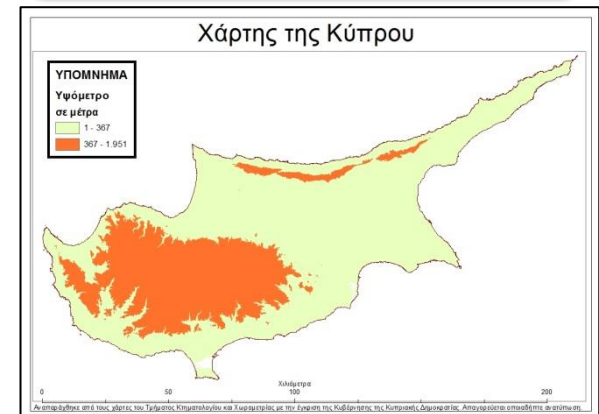 Χάρτης της Κύπρου
ΥΠΟΜΝΗΜΑ
Υψόμετρο
σε μέτρα
1 - 367
367 - 1.951
Χιλιόμετρα
0 50 100 200
Αναπαράχθηκε από τους χάρτες του Τμήματος Κτηματολογίου και Χωρομετρίας με την έγκριση της Κυβέρνησης της Κυπριακής Δημοκρατίας. Απαγορεύεται οποιαδήποτε ανατύπωση.